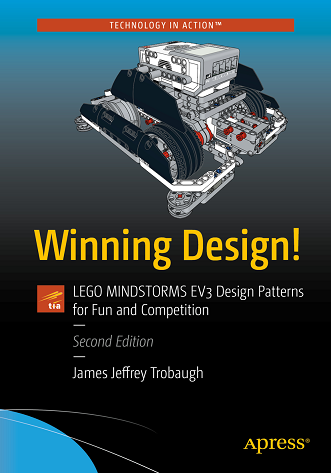 TECHNOLOGY IN ACTION™
Winning Design!
tia
LEGO MINDSTORMS EV3 Design Patterns
for Fun and Competition
Second Edition
James Jeffrey Trobaugh
Apress®